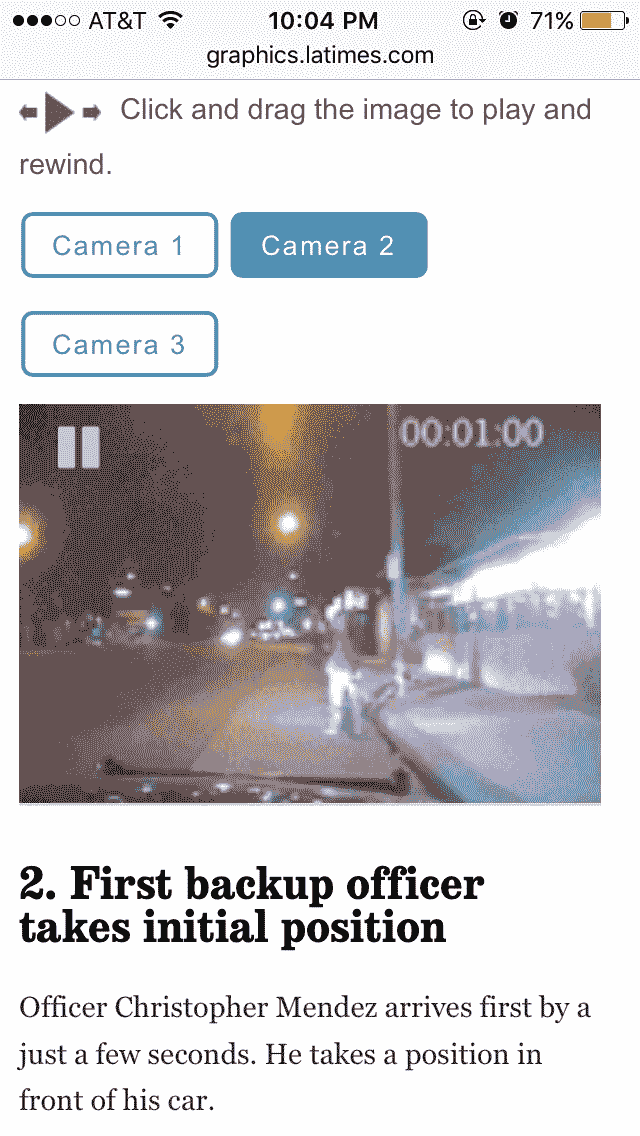 AT&T 10:04 PM 71%
graphics.latimes.com
Click and drag the image to play and
rewind.
Camera 1 Camera 2
Camera 3
00:01:00
2. First backup officer
takes initial position
Officer Christopher Mendez arrives first by a
just a few seconds. He takes a position in
front of his car.